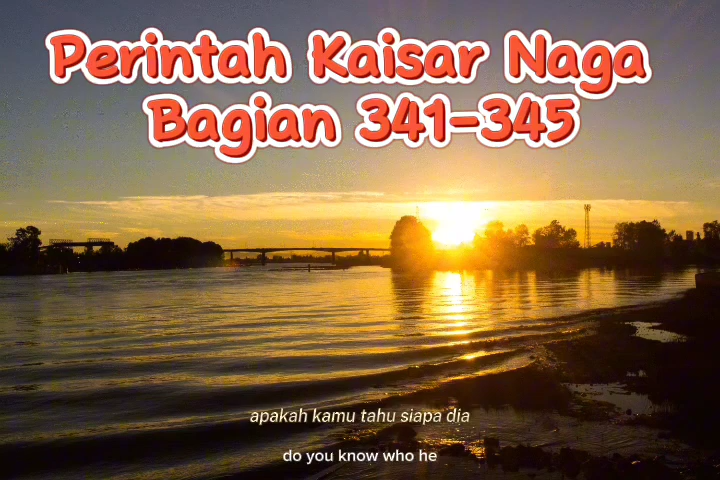 Perintah Kaisar Naga
Bagian 341-345
apakah kamu tahu siapa dia
do you know who he